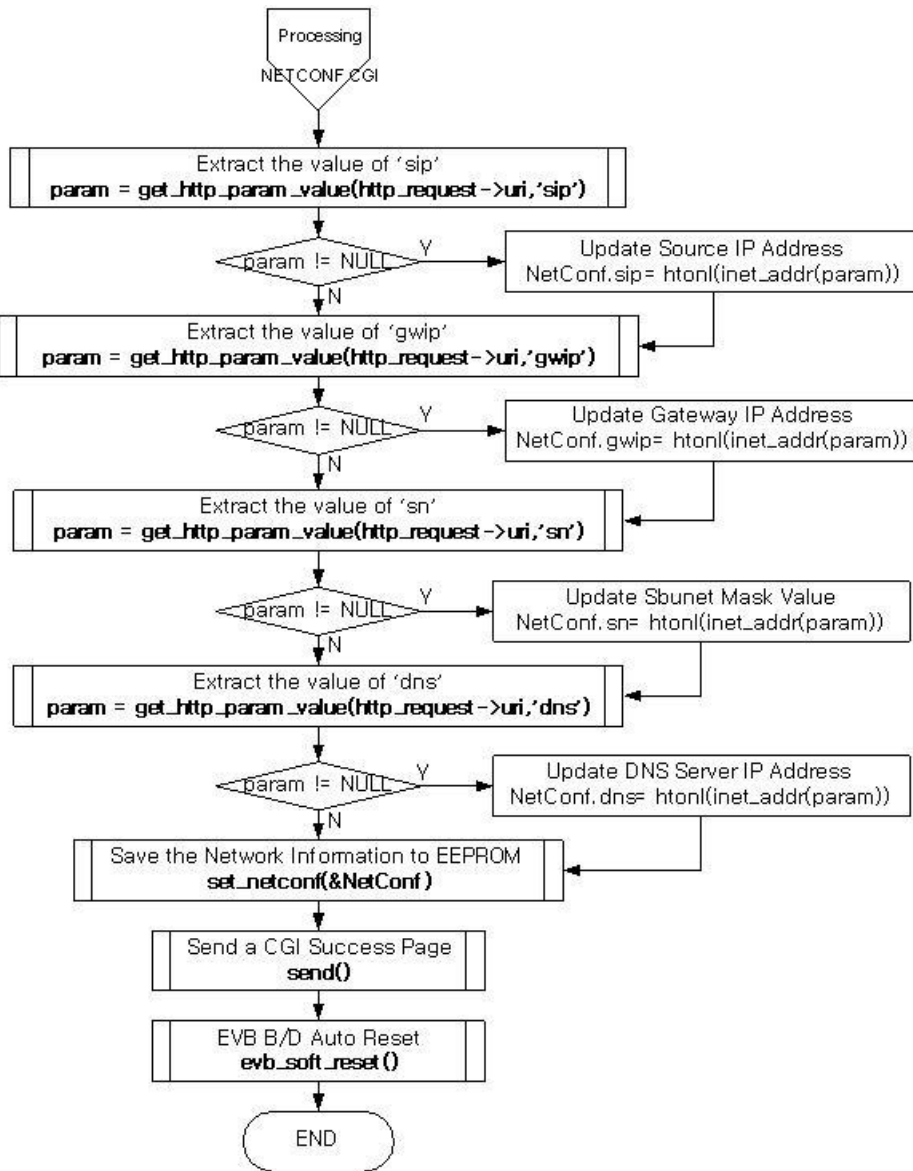 Processing
NETCONF.CGI
Extract the value of 'sip'
param = get_http_param_value(http_request->uri,'sip')
param != NULL
Y
N
Update Source IP Address
NetConf.sip= htonl(inet_addr(param))
Extract the value of 'gwip'
param = get_http_param_value(http_request->uri,'gwip')
param != NULL
Y
N
Update Gateway IP Address
NetConf.gwip= htonl(inet_addr(param))
Extract the value of 'sn'
param = get_http_param_value(http_request->uri,'sn')
param != NULL
Y
N
Update Sbunet Mask Value
NetConf.sn= htonl(inet_addr(param))
Extract the value of 'dns'
param = get_http_param_value(http_request->uri,'dns')
param != NULL
Y
N
Update DNS Server IP Address
NetConf.dns= htonl(inet_addr(param))
Save the Network Information to EEPROM
set_netconf(&NetConf)
Send a CGI Success Page
send()
EVB B/D Auto Reset
evb_soft_reset()
END